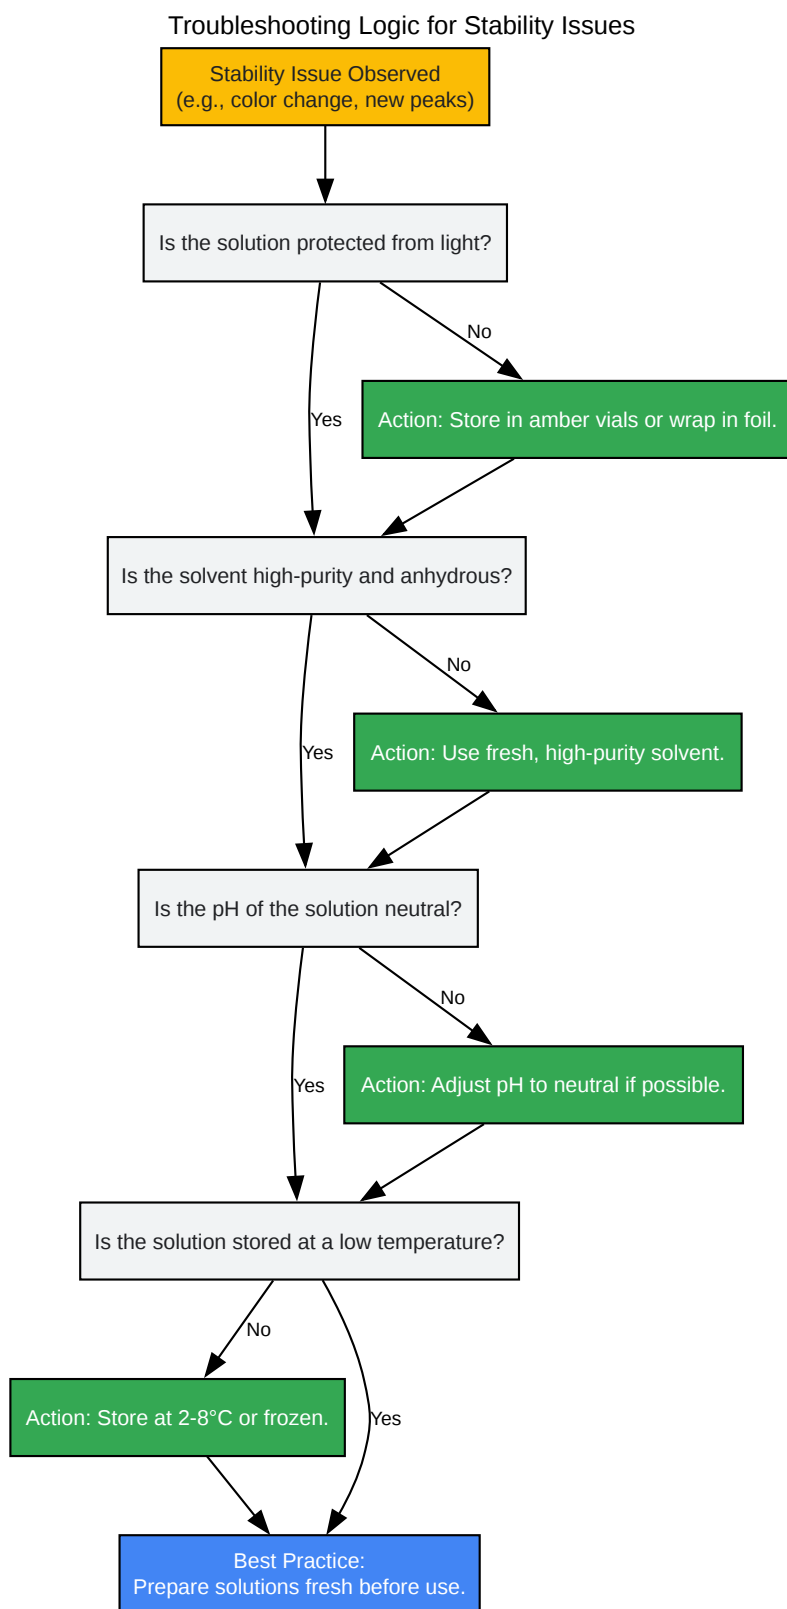 Troubleshooting Logic for Stability Issues
Stability Issue Observed
(e.g., color change, new peaks)
Is the solution protected from light?
No
Yes
Action: Store in amber vials or wrap in foil.
Is the solvent high-purity and anhydrous?
No
Yes
Action: Use fresh, high-purity solvent.
Is the pH of the solution neutral?
No
Yes
Action: Adjust pH to neutral if possible.
Is the solution stored at a low temperature?
No
Action: Store at 2-8°C or frozen.
Yes
Best Practice:
Prepare solutions fresh before use.